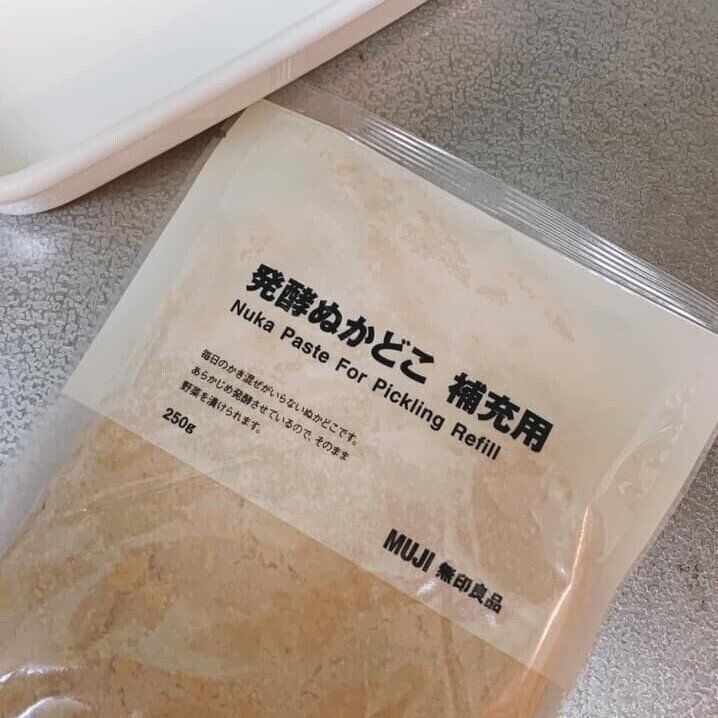 発酵ぬかどこ 補充用
Nuka Paste For Pickling Refill
毎日のかき混ぜがいらないぬかどこです。
あらかじめ発酵させているので、そのまま
野菜を漬けられます。
250g
MUJI 無印良品